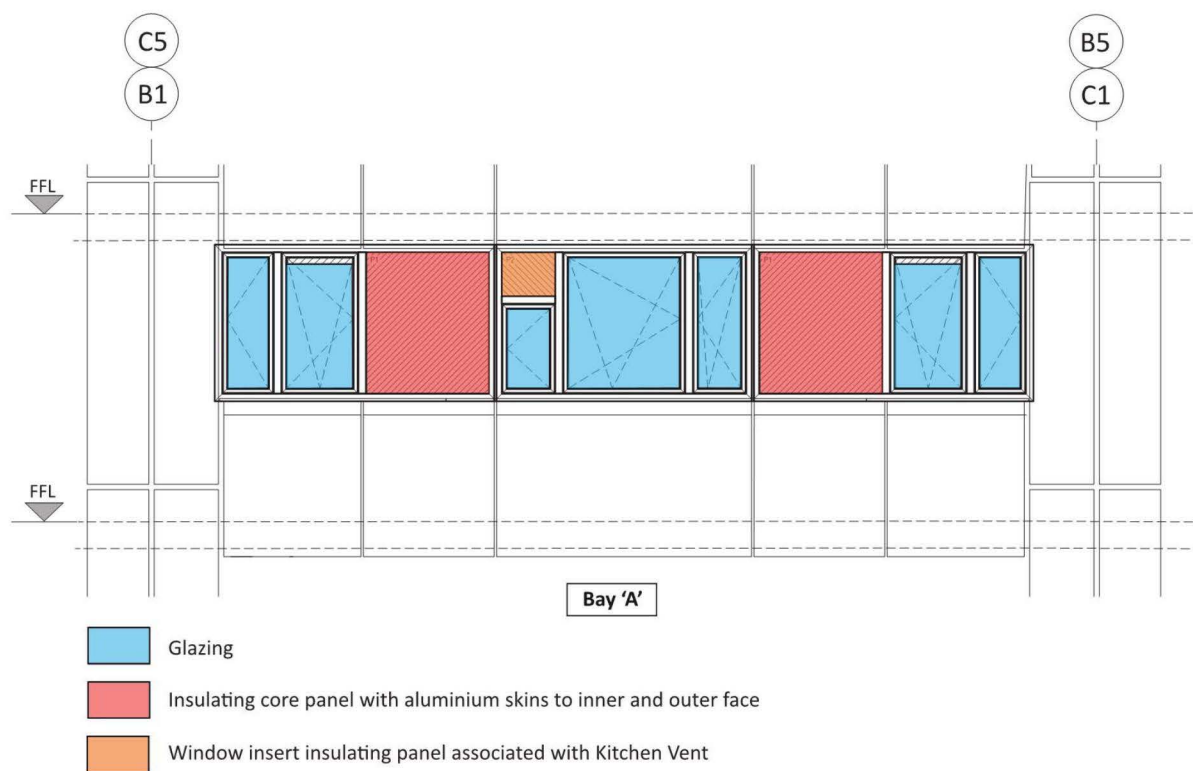 C5
B5
B1
C1
FFL
FFL
Bay ‘A’
Glazing
Insulating core panel with aluminium skins to inner and outer face
Window insert insulating panel associated with Kitchen Vent